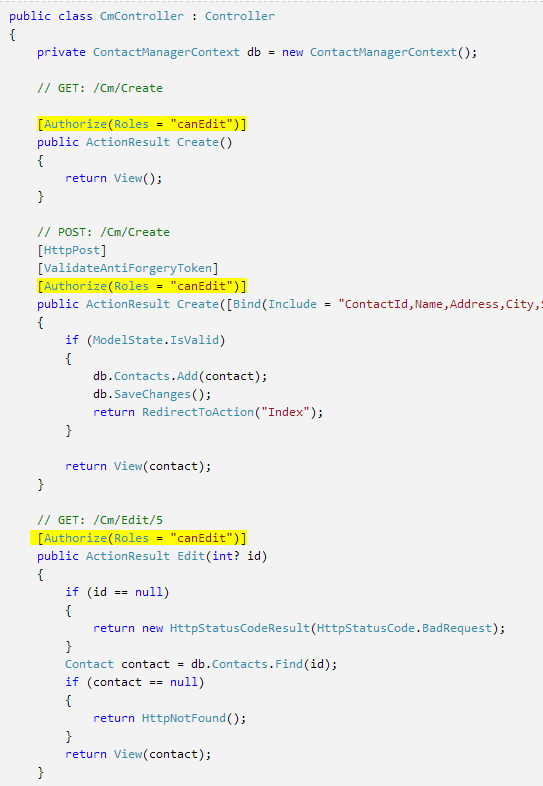 public class CmController : Controller
{
    private ContactManagerContext db = new ContactManagerContext();

    // GET: /Cm/Create

    [Authorize(Roles = "canEdit")]
    public ActionResult Create()
    {
        return View();
    }

    // POST: /Cm/Create
    [HttpPost]
    [ValidateAntiForgeryToken]
    [Authorize(Roles = "canEdit")]
    public ActionResult Create([Bind(Include = "ContactId,Name,Address,City,
    {
        if (ModelState.IsValid)
        {
            db.Contacts.Add(contact);
            db.SaveChanges();
            return RedirectToAction("Index");
        }

        return View(contact);
    }

    // GET: /Cm/Edit/5
    [Authorize(Roles = "canEdit")]
    public ActionResult Edit(int? id)
    {
        if (id == null)
        {
            return new HttpStatusCodeResult(HttpStatusCode.BadRequest);
        }
        Contact contact = db.Contacts.Find(id);
        if (contact == null)
        {
            return HttpNotFound();
        }
        return View(contact);
    }